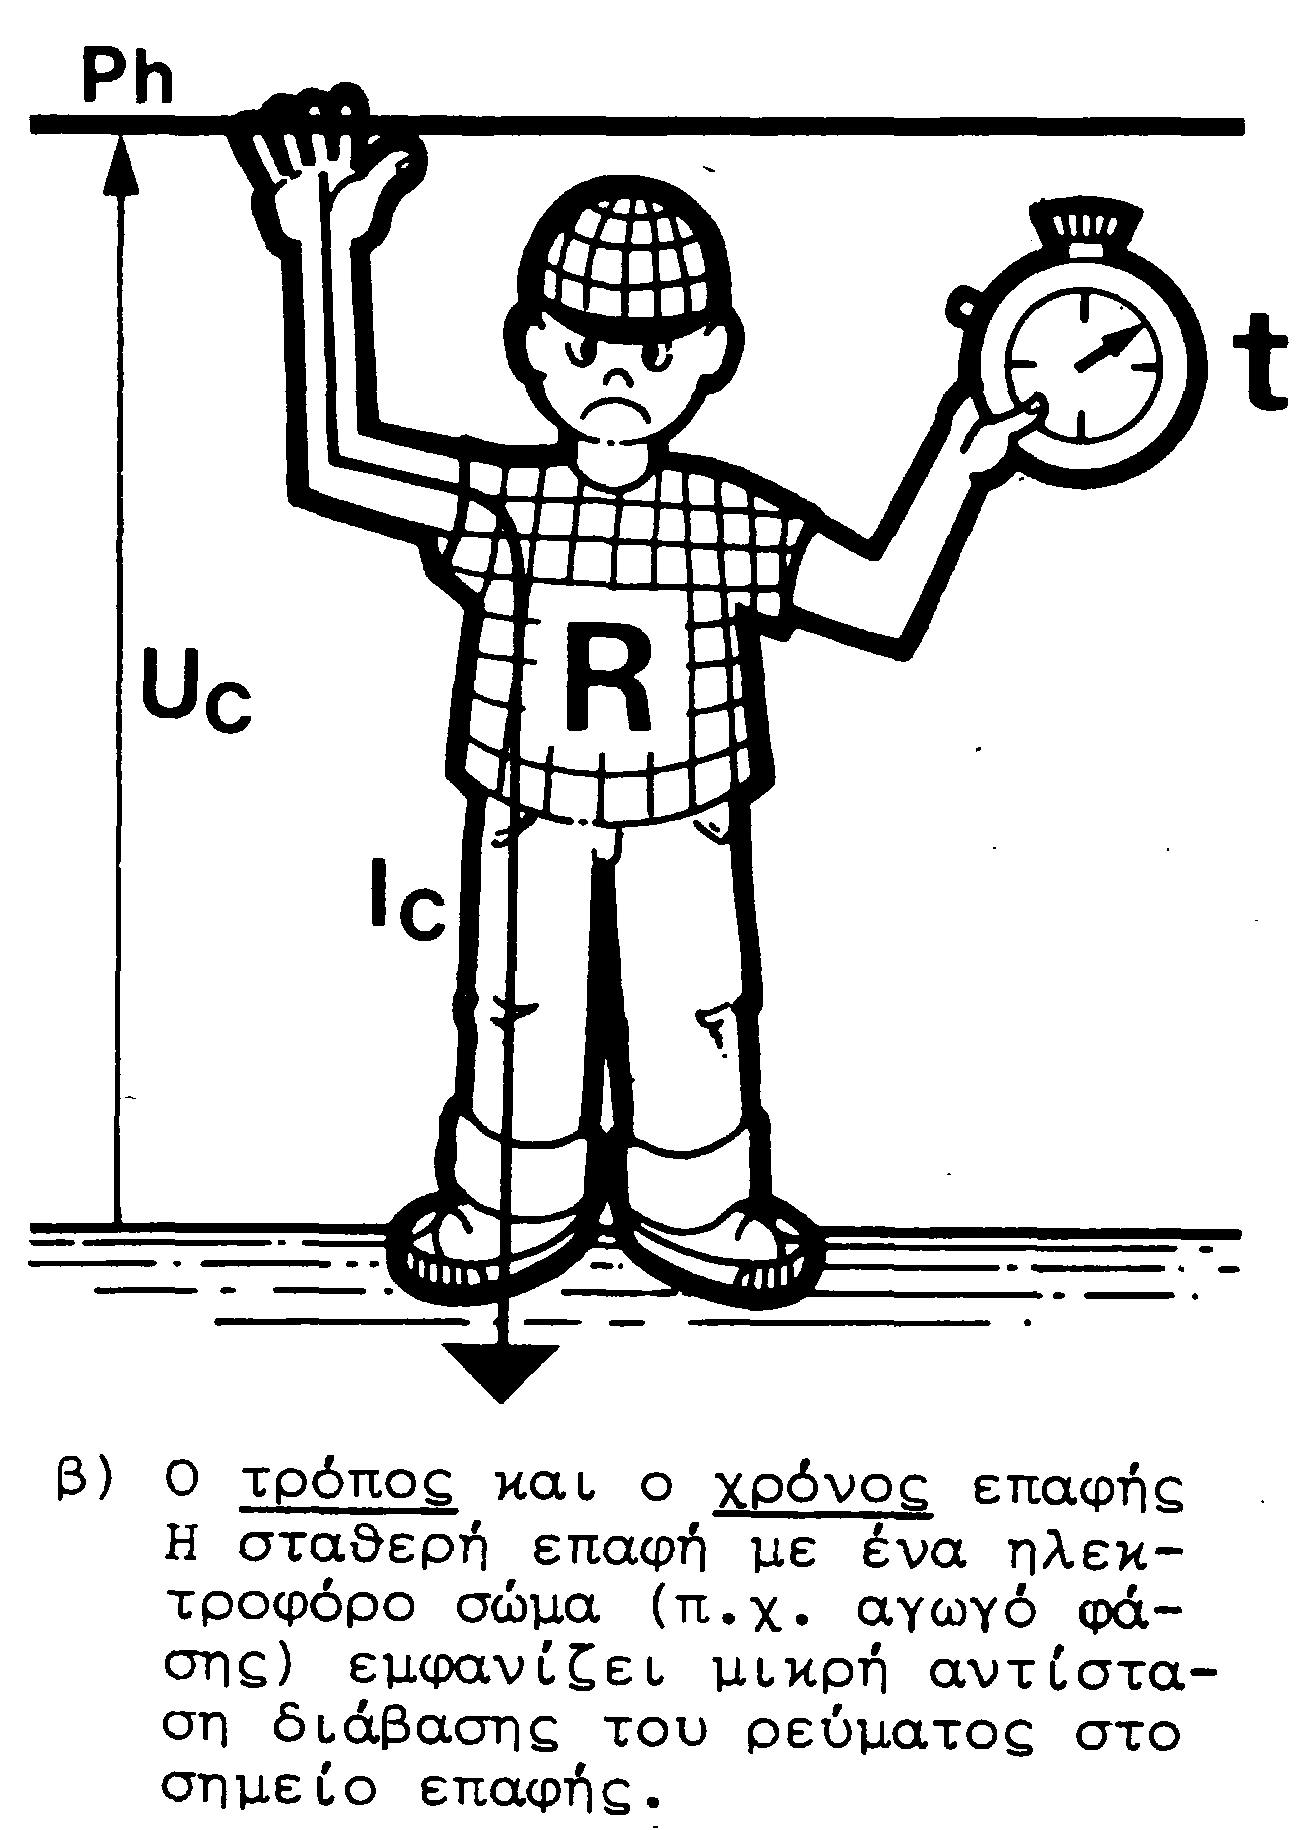 Ph
t
R
Uc
Ic
β) Ο τρόπος και ο χρόνος επαφής
Η σταθερή επαφή με ένα ηλεκ-
τροφόρο σώμα (π.χ. αγωγό φά-
σης) εμφανίζει μικρή αντίστα-
ση διάβασης του ρεύματος στο
σημείο επαφής.